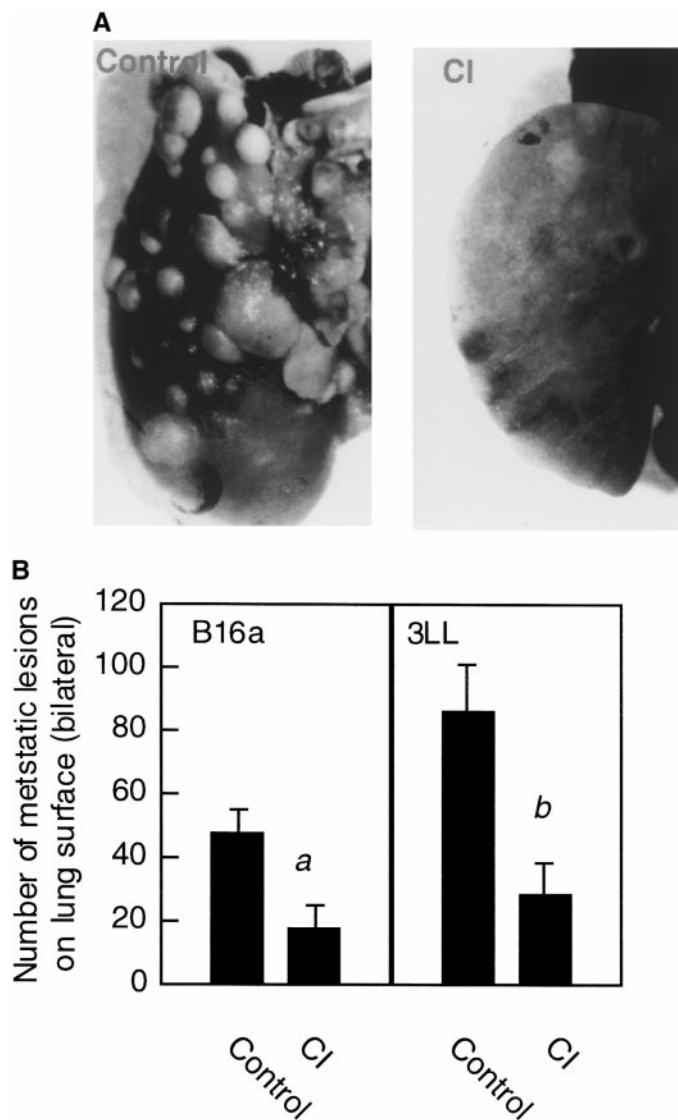 A
Control
CI
B
Number of metstatic lesions
on lung surface (bilateral)
120
100
80
60
40
20
0
B16a
a
3LL
b
Control
CI
Control
CI